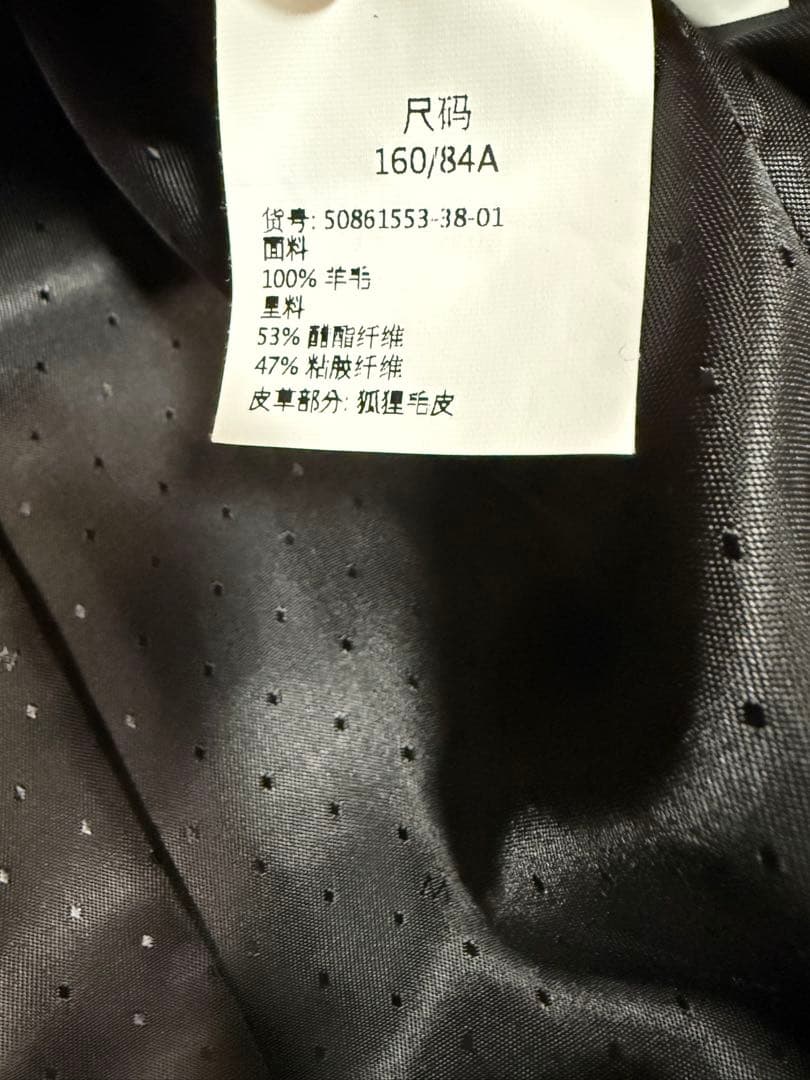 尺码
160/84A
货号: 50861553-38-01
面料
100% 羊毛
里料
53% 醋酯纤维
47% 粘胶纤维
皮草部分: 狐狸毛皮